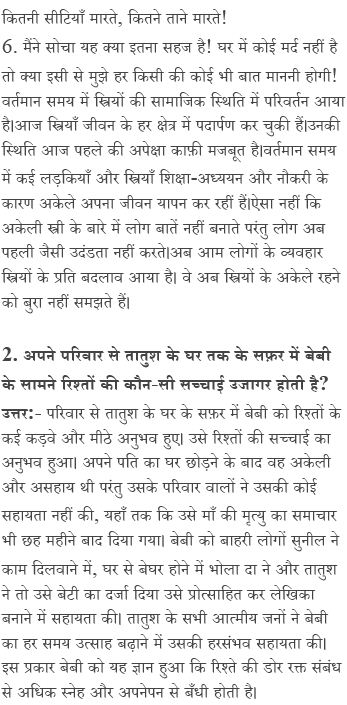 कितनी सीटियाँ मारते, कितने ताने मारते!
6. मैंने सोचा यह क्या इतना सहज है! घर में कोई मर्द नहीं है
तो क्या इसी से मुझे हर किसी की कोई भी बात माननी होगी!
वर्तमान समय में स्त्रियों की सामाजिक स्थिति में परिवर्तन आया
है।आज स्त्रियाँ जीवन के हर क्षेत्र में पदार्पण कर चुकी हैं।उनकी
स्थिति आज पहले की अपेक्षा काफ़ी मजबूत है।वर्तमान समय
में कई लड़कियाँ और स्त्रियाँ शिक्षा-अध्ययन और नौकरी के
कारण अकेले अपना जीवन यापन कर रहीं हैं।ऐसा नहीं कि
अकेली स्त्री के बारे में लोग बातें नहीं बनाते परंतु लोग अब
पहली जैसी उदंडता नहीं करते।अब आम लोगों के व्यवहार
स्त्रियों के प्रति बदलाव आया है। वे अब स्त्रियों के अकेले रहने
को बुरा नहीं समझते हैं।
2. अपने परिवार से तातुश के घर तक के सफ़र में बेबी
के सामने रिश्तों की कौन-सी सच्चाई उजागर होती है?
उत्तर:- परिवार से तातुश के घर के सफ़र में बेबी को रिश्तों के
कई कड़वे और मीठे अनुभव हुए। उसे रिश्तों की सच्चाई का
अनुभव हुआ। अपने पति का घर छोड़ने के बाद वह अकेली
और असहाय थी परंतु उसके परिवार वालों ने उसकी कोई
सहायता नहीं की, यहाँ तक कि उसे माँ की मृत्यु का समाचार
भी छह महीने बाद दिया गया। बेबी को बाहरी लोगों सुनील ने
काम दिलवाने में, घर से बेघर होने में भोला दा ने और तातुश
ने तो उसे बेटी का दर्जा दिया उसे प्रोत्साहित कर लेखिका
बनाने में सहायता की। तातुश के सभी आत्मीय जनों ने बेबी
का हर समय उत्साह बढ़ाने में उसकी हरसंभव सहायता की।
इस प्रकार बेबी को यह ज्ञान हुआ कि रिश्ते की डोर रक्त संबंध
से अधिक स्नेह और अपनेपन से बँधी होती है।